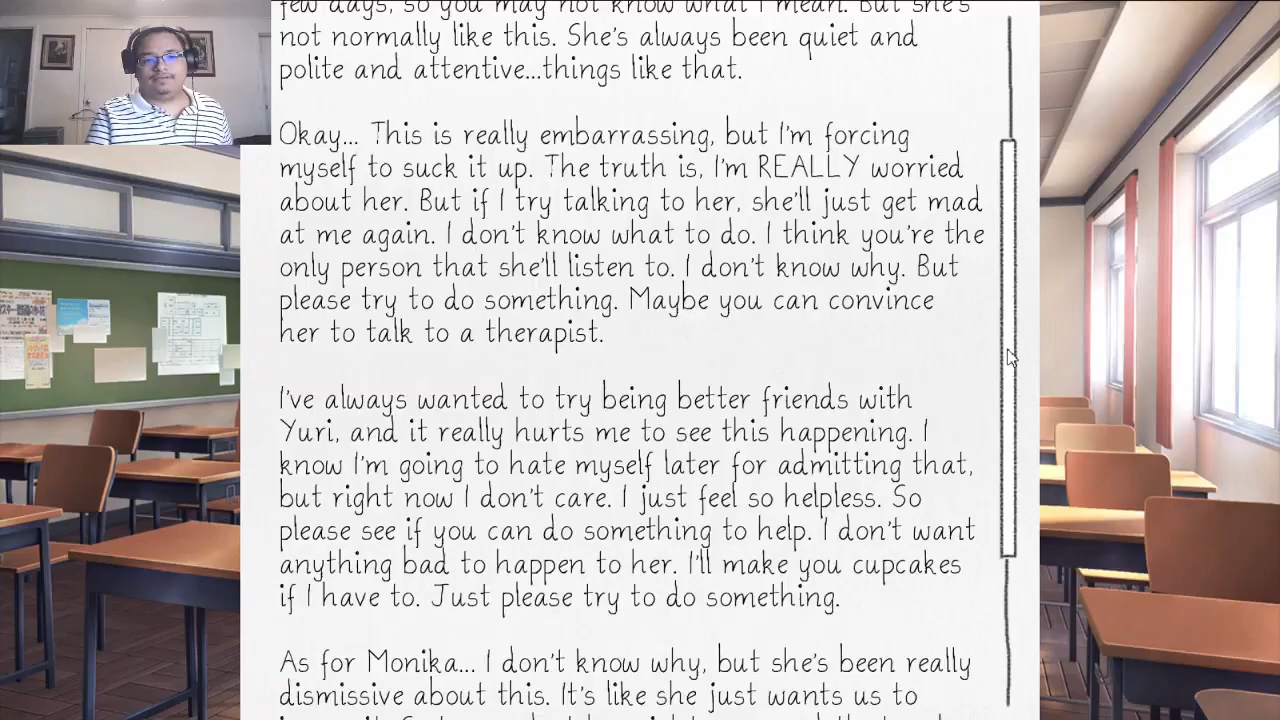 few days, so you may not know what I mean. But she's
not normally like this. She's always been quiet and
polite and attentive...things like that.
Okay... This is really embarrassing, but I'm forcing
myself to suck it up. The truth is, I'm REALLY worried
about her. But if I try talking to her, she'll just get mad
at me again. I don't know what to do. I think you're the
only person that she'll listen to. I don't know why. But
please try to do something. Maybe you can convince
her to talk to a therapist.
I've always wanted to try being better friends with
Yuri, and it really hurts me to see this happening. I
know I'm going to hate myself later for admitting that,
but right now I don't care. I just feel so helpless. So
please see if you can do something to help. I don't want
anything bad to happen to her. I'll make you cupcakes
if I have to. Just please try to do something.
As for Monika... I don't know why, but she's been really
dismissive about this. It's like she just wants us to